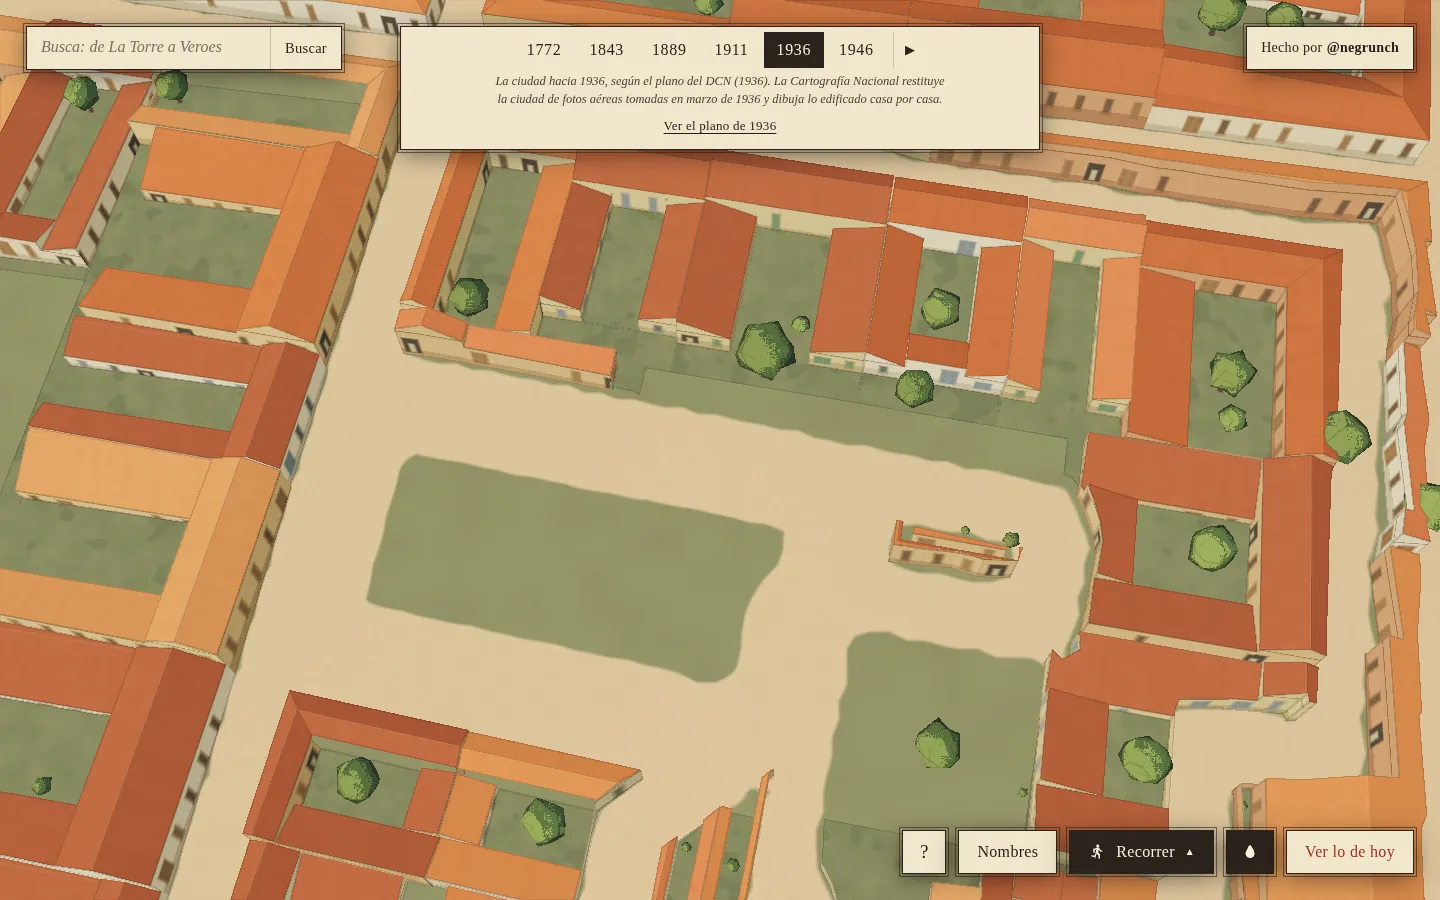 Busca: de La Torre a Veroes
Buscar
1772 1843 1889 1911 1936 1946 ▶
La ciudad hacia 1936, según el plano del DCN (1936). La Cartografía Nacional restituye
la ciudad de fotos aéreas tomadas en marzo de 1936 y dibuja lo edificado casa por casa.
Ver el plano de 1936
Hecho por @negrunch
?
Nombres
Recorrer ▲
Ver lo de hoy